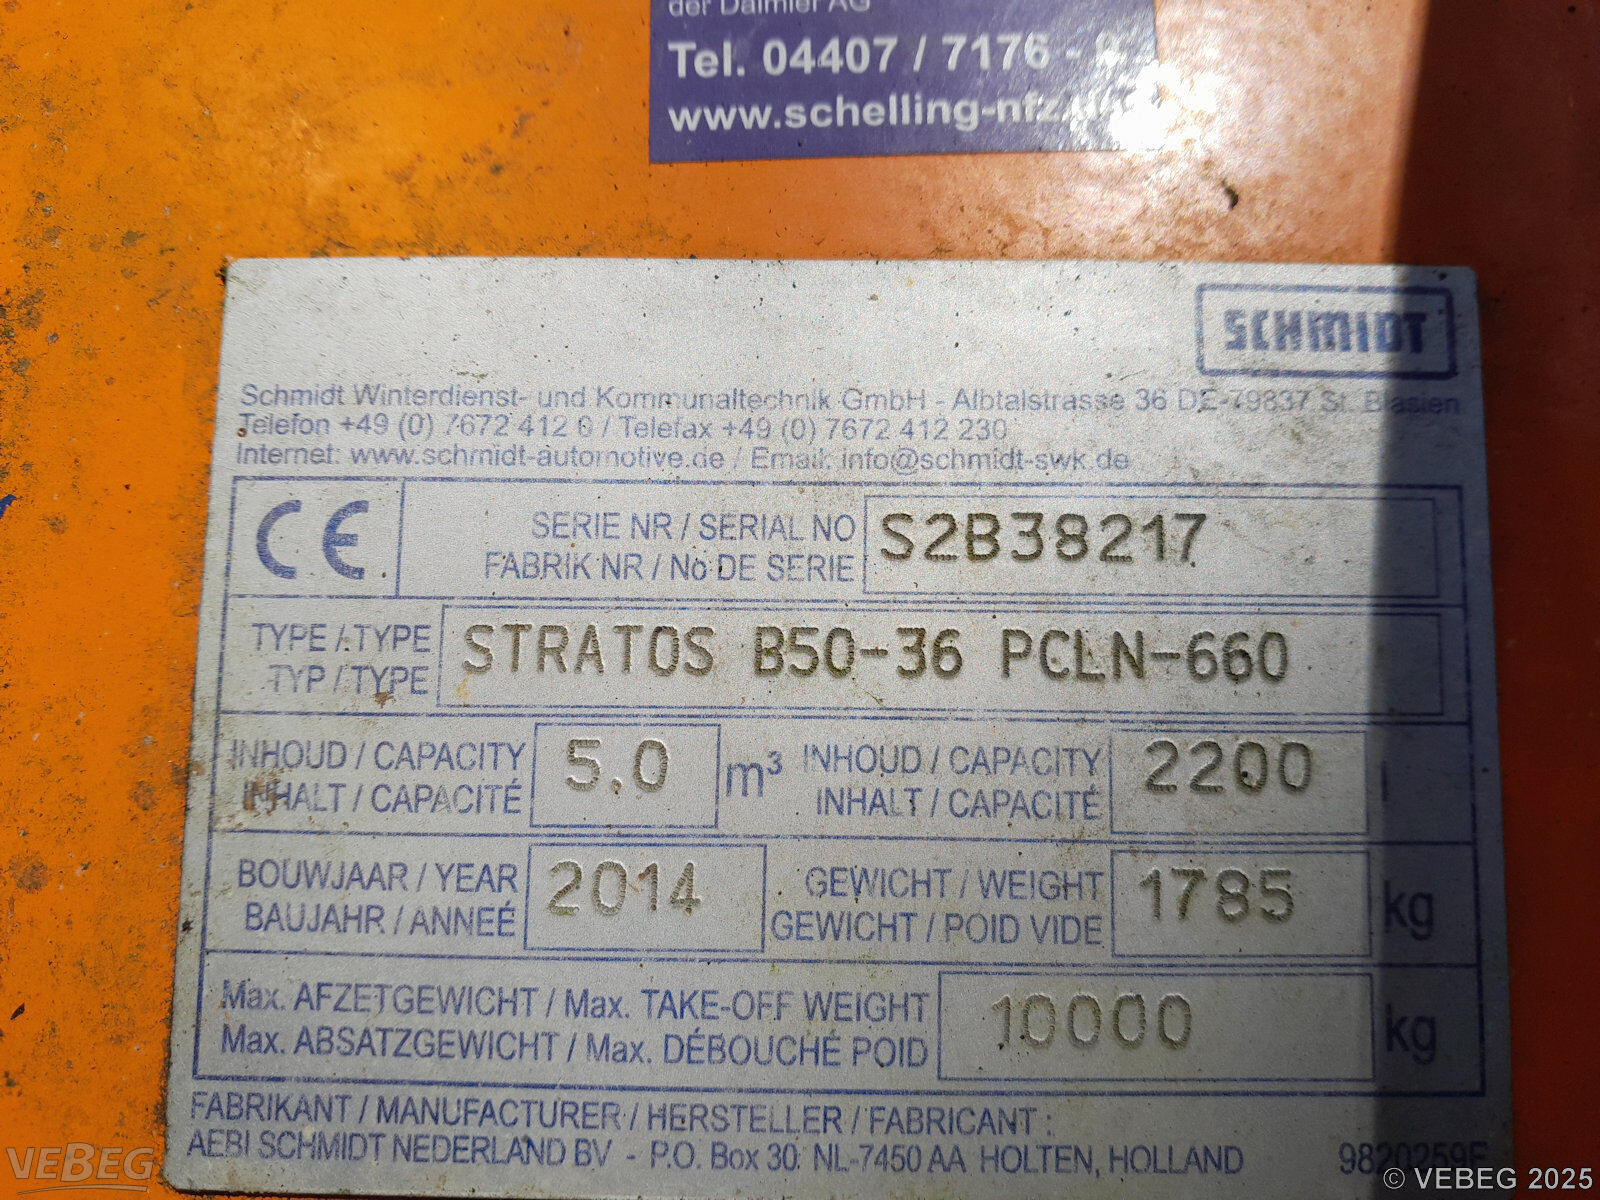 der Daimler AG
Tel. 04407 / 7176 -
www.schelling-nfz.
SCHMIDT
Schmidt Winterdienst- und Kommunaltechnik GmbH - Albtalstrasse 36 DE-79837 St. Blasien
Telefon +49 (0) 7672 412 0 / Telefax +49 (0) 7672 412 230
Internet: www.schmidt-automotive.de / Email: info@schmidt-swk.de
CE
SERIE NR / SERIAL NO
FABRIK NR / No DE SERIE
S2B38217
TYPE / TYPE
TYP / TYPE
STRATOS B50-36 PCLN-660
INHOUD / CAPACITY
INHALT / CAPACITÉ
5.0 m³
INHOUD / CAPACITY
INHALT / CAPACITÉ
2200 l
BOUWJAAR / YEAR
BAUJAHR / ANNEÉ
2014
GEWICHT / WEIGHT
GEWICHT / POID VIDE
1785 kg
Max. AFZETGEWICHT / Max. TAKE-OFF WEIGHT
Max. ABSATZGEWICHT / Max. DÉBOUCHÉ POID
10000 kg
FABRIKANT / MANUFACTURER / HERSTELLER / FABRICANT :
AEBI SCHMIDT NEDERLAND BV - P.O. Box 30 NL-7450 AA HOLTEN, HOLLAND
9820259F
VEBEG
© VEBEG 2025